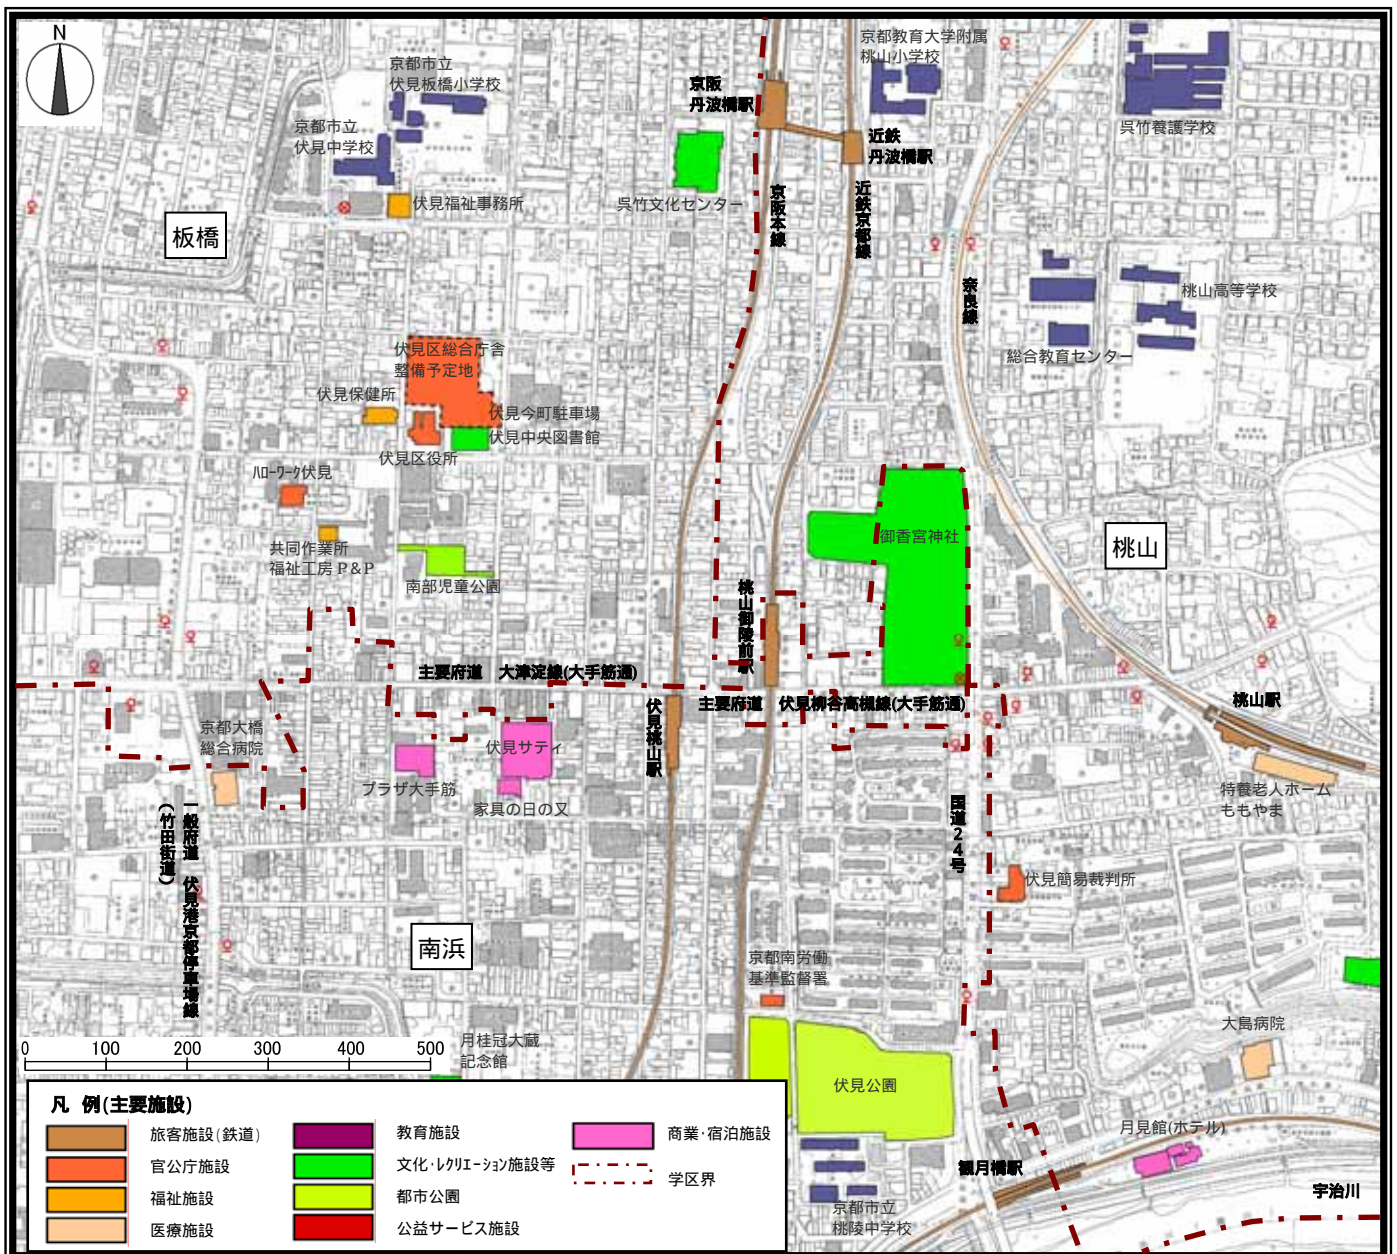 N
京都市立
伏見板橋小学校
京都市立
伏見中学校
伏見福祉事務所
板橋
京阪
丹波橋駅
呉竹文化センター
京都教育大学附属
桃山小学校
近鉄
丹波橋駅
京阪本線
近鉄京都線
呉竹養護学校
奈良線
桃山高等学校
総合教育センター
伏見区総合庁舎
整備予定地
伏見保健所
伏見今町駐車場
伏見中央図書館
伏見区役所
ハローワーク伏見
共同作業所
福祉工房P&P
南部児童公園
御香宮神社
桃山
桃山御陵前駅
主要府道 大津淀線(大手筋通)
主要府道 伏見柳谷高槻線(大手筋通)
伏見桃山駅
桃山駅
京都大橋
総合病院
プラザ大手筋
伏見サティ
家具の日の又
特養老人ホーム
ももやま
一般府道 伏見港京都停車場線
(竹田街道)
国道24号
伏見簡易裁判所
南浜
京都南労働
基準監督署
月桂冠大蔵
記念館
大島病院
伏見公園
月見館(ホテル)
観月橋駅
京都市立
桃陵中学校
宇治川
0 100 200 300 400 500
凡 例(主要施設)
旅客施設(鉄道)
官公庁施設
福祉施設
医療施設
教育施設
文化・レクリエーション施設等
都市公園
公益サービス施設
商業・宿泊施設
学区界